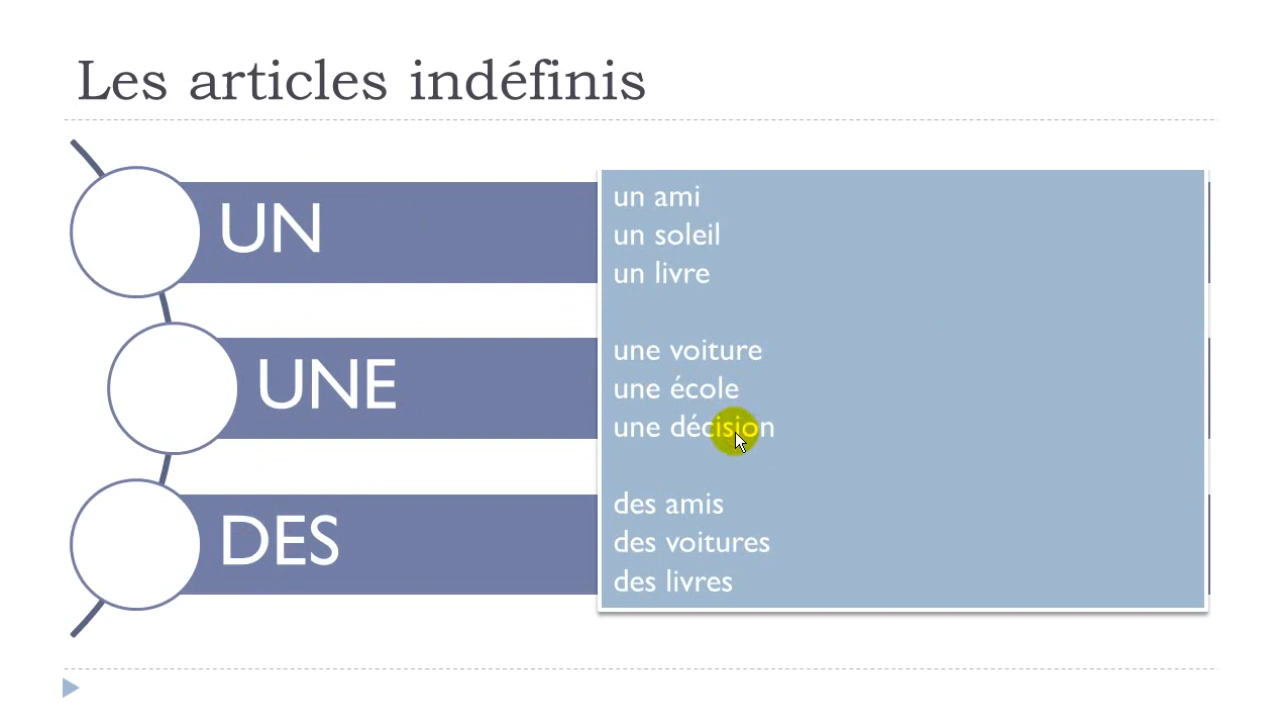 Les articles indéfinis
UN
un ami
un soleil
un livre
UNE
une voiture
une école
une décision
DES
des amis
des voitures
des livres